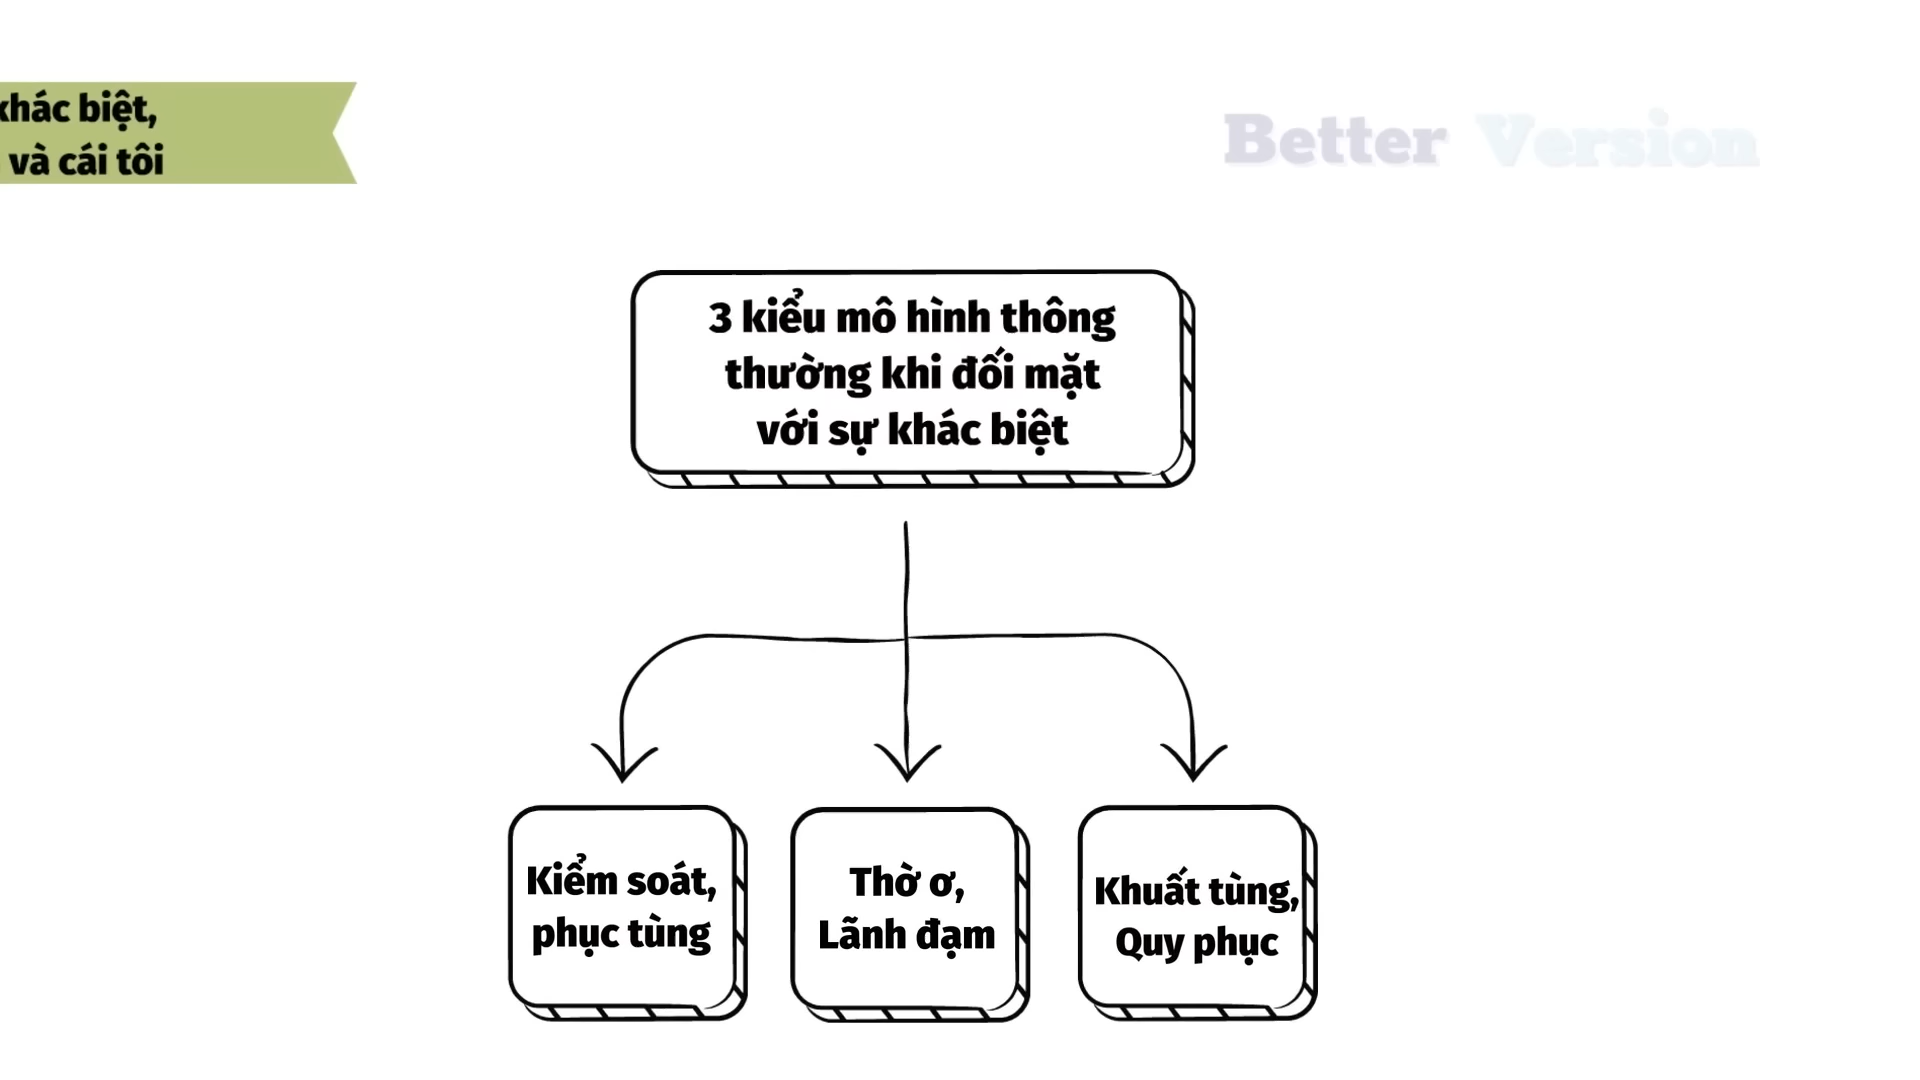 khác biệt,
và cái tôi
Better Version
3 kiểu mô hình thông
thường khi đối mặt
với sự khác biệt
Kiểm soát,
phục tùng
Thờ ơ,
Lãnh đạm
Khuất tùng,
Quy phục